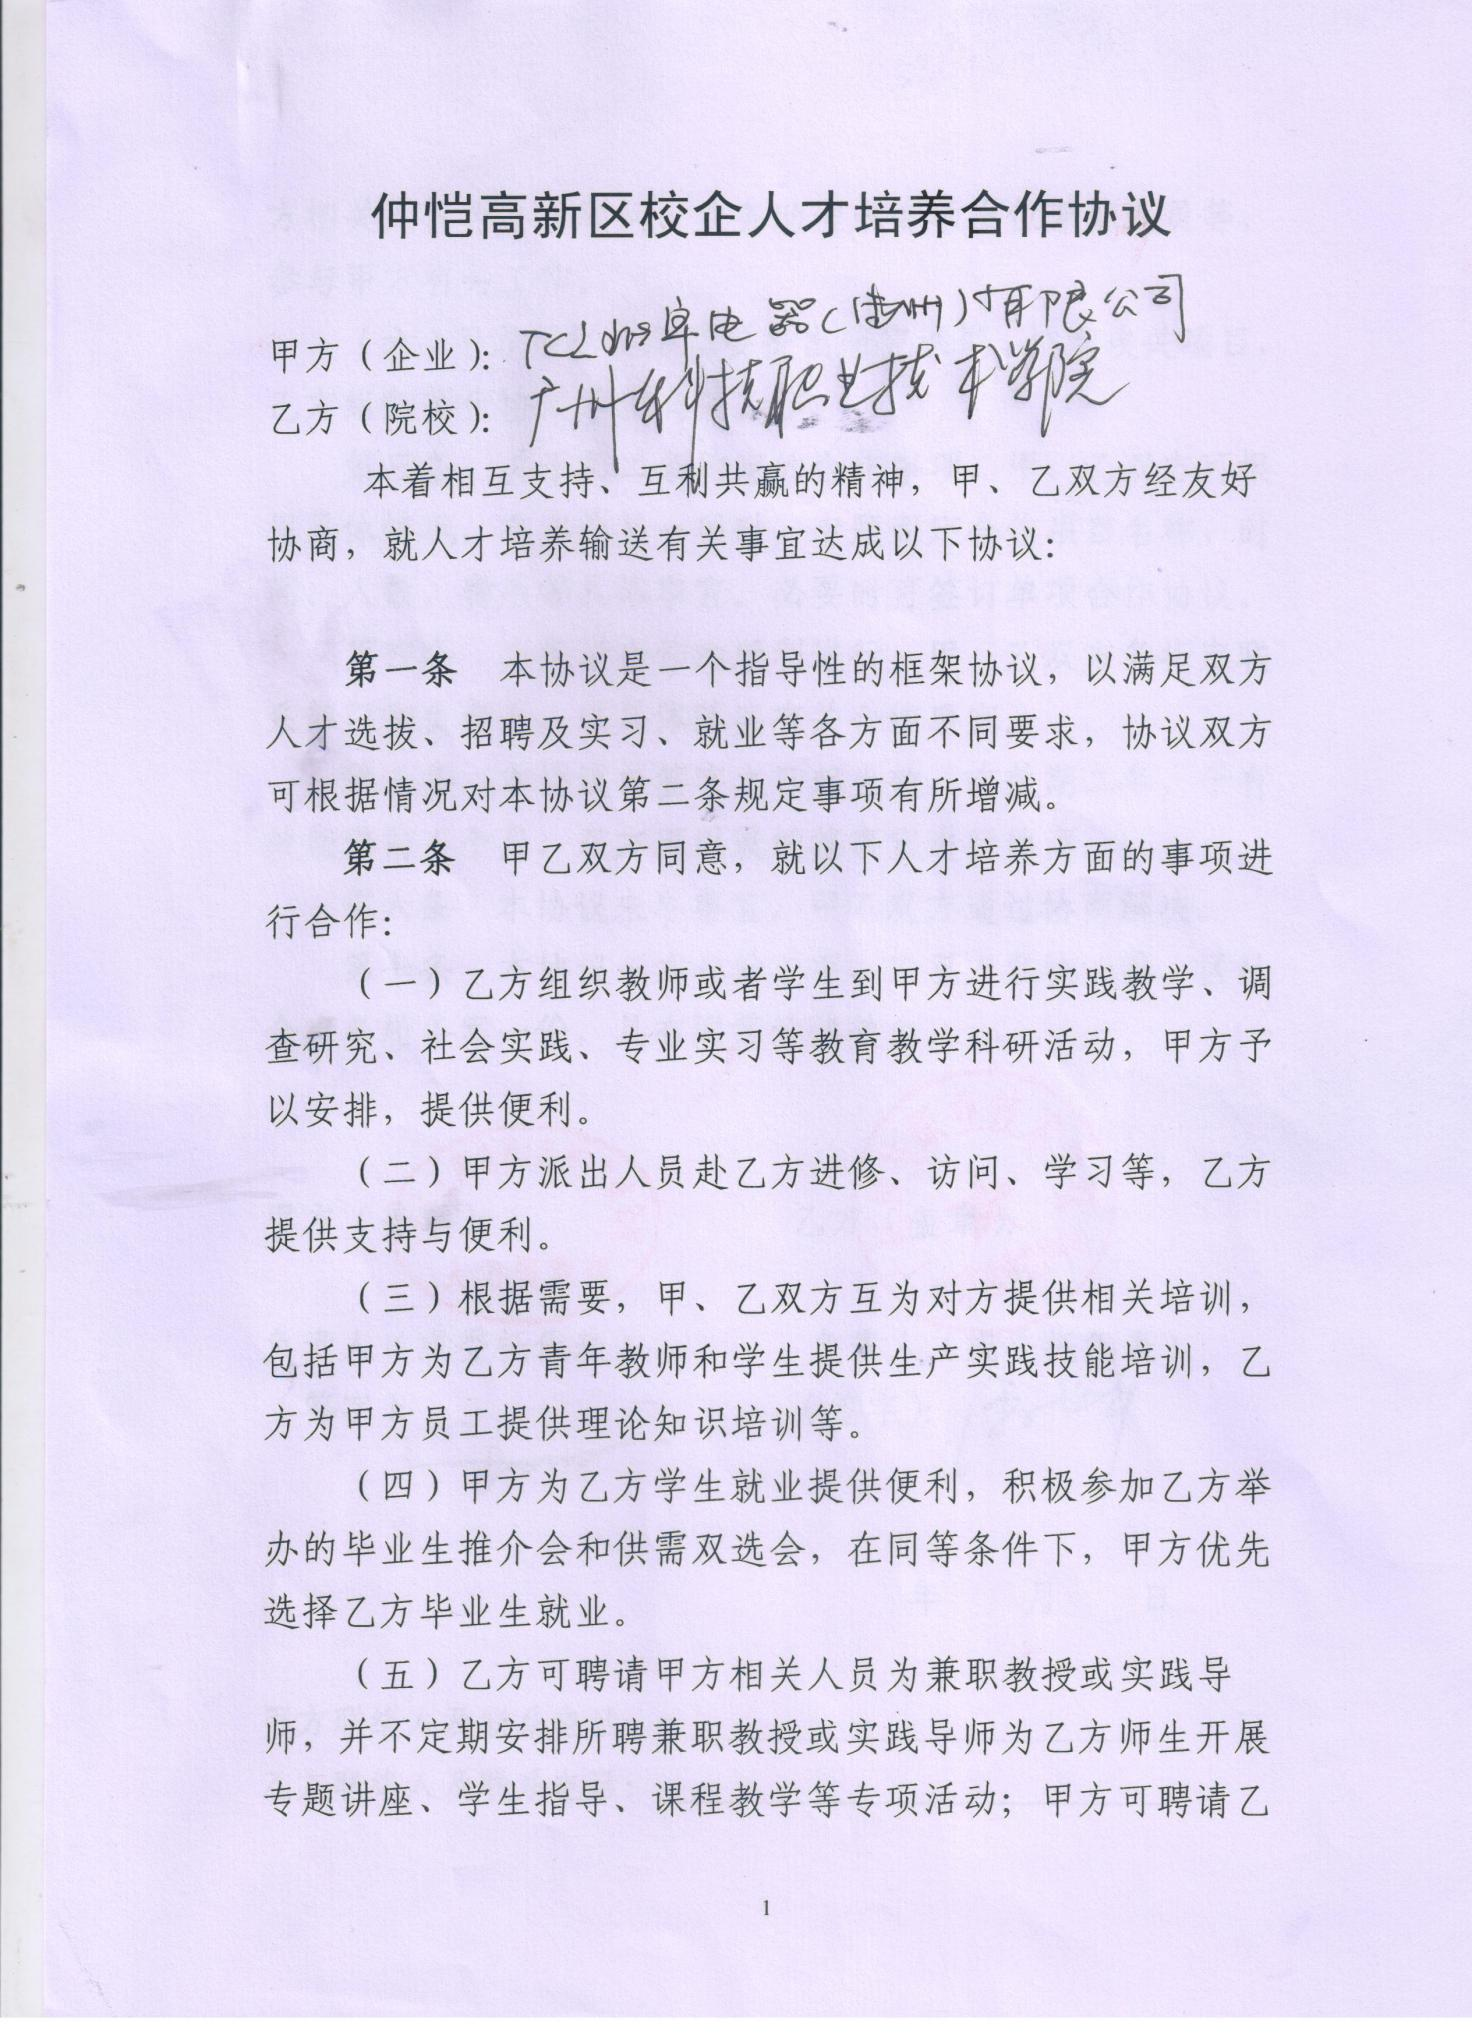 仲恺高新区校企人才培养合作协议
甲方（企业）：TCL 电器（惠州）有限公司
乙方（院校）：广州科技职业技术学院
本着相互支持、互利共赢的精神，甲、乙双方经友好
协商，就人才培养输送有关事宜达成以下协议：
第一条 本协议是一个指导性的框架协议，以满足双方
人才选拔、招聘及实习、就业等各方面不同要求，协议双方
可根据情况对本协议第二条规定事项有所增减。
第二条 甲乙双方同意，就以下人才培养方面的事项进
行合作：
（一）乙方组织教师或者学生到甲方进行实践教学、调
查研究、社会实践、专业实习等教育教学科研活动，甲方予
以安排，提供便利。
（二）甲方派出人员赴乙方进修、访问、学习等，乙方
提供支持与便利。
（三）根据需要，甲、乙双方互为对方提供相关培训，
包括甲方为乙方青年教师和学生提供生产实践技能培训，乙
方为甲方员工提供理论知识培训等。
（四）甲方为乙方学生就业提供便利，积极参加乙方举
办的毕业生推介会和供需双选会，在同等条件下，甲方优先
选择乙方毕业生就业。
（五）乙方可聘请甲方相关人员为兼职教授或实践导
师，并不定期安排所聘兼职教授或实践导师为乙方师生开展
专题讲座、学生指导、课程教学等专项活动；甲方可聘请乙
1